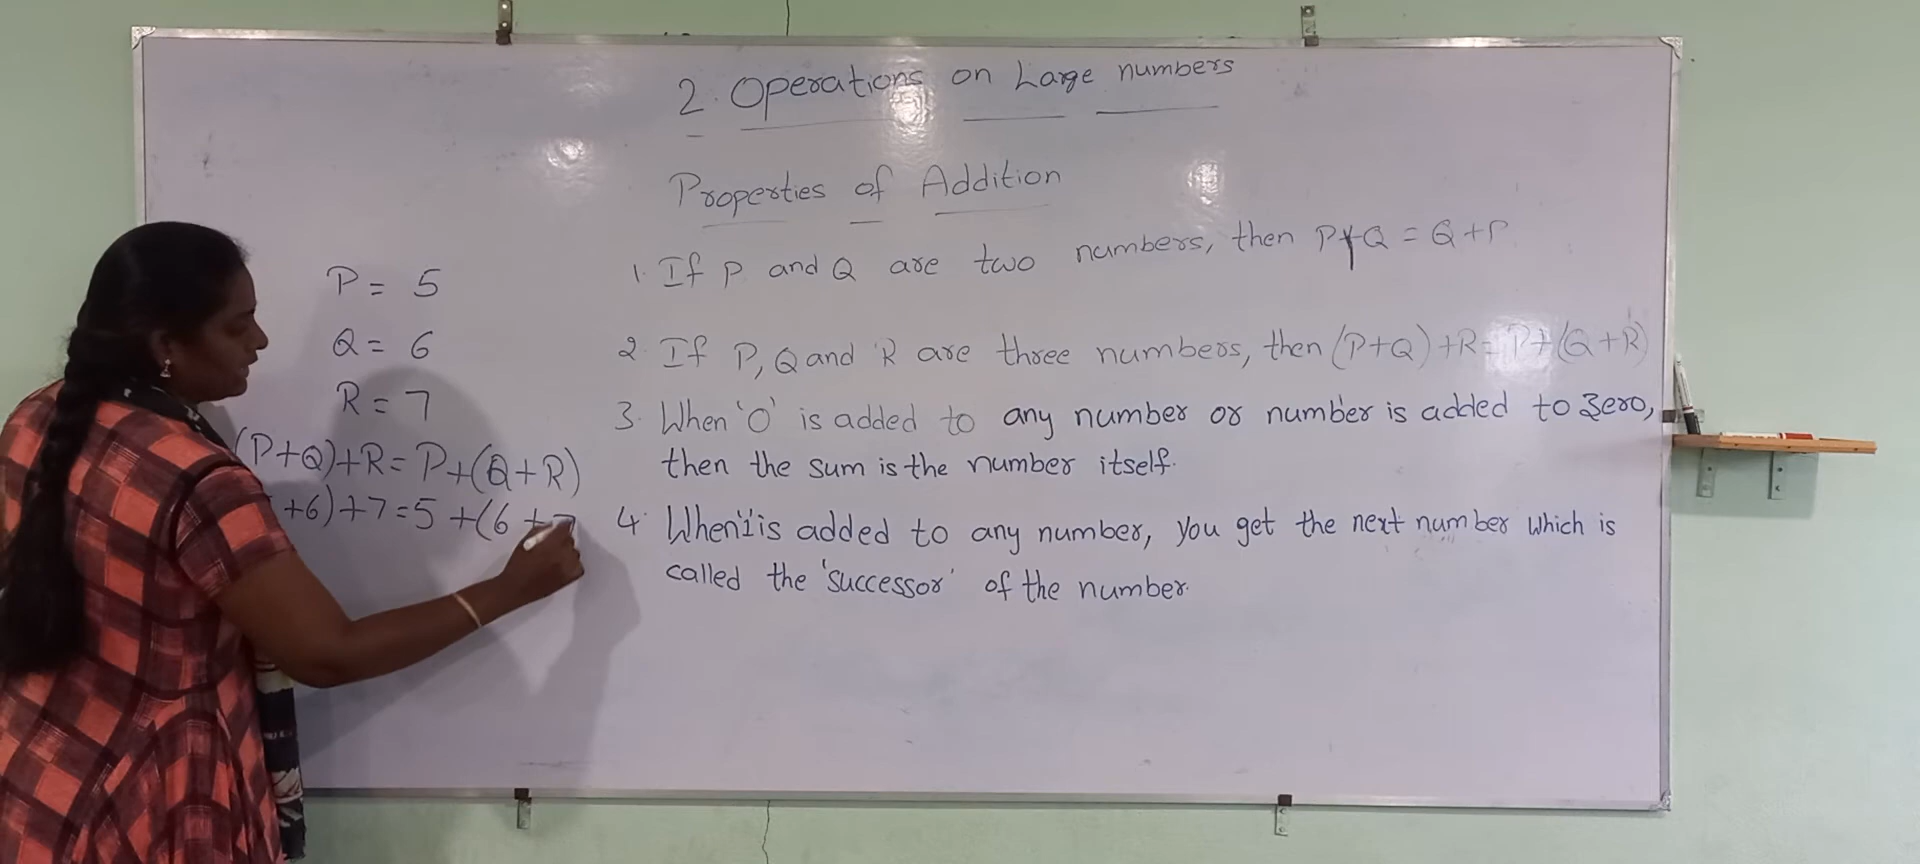 2. Operations on Large numbers
Properties of Addition
1. If P and Q are two numbers, then P+Q = Q+P
2. If P, Q and R are three numbers, then (P+Q)+R=P+(Q+R)
3. When '0' is added to any number or number is added to zero,
then the sum is the number itself.
4. When '1' is added to any number, you get the next number which is
called the 'successor' of the number.
P = 5
Q = 6
R = 7
(P+Q)+R=P+(Q+R)
+6)+7=5+(6+7